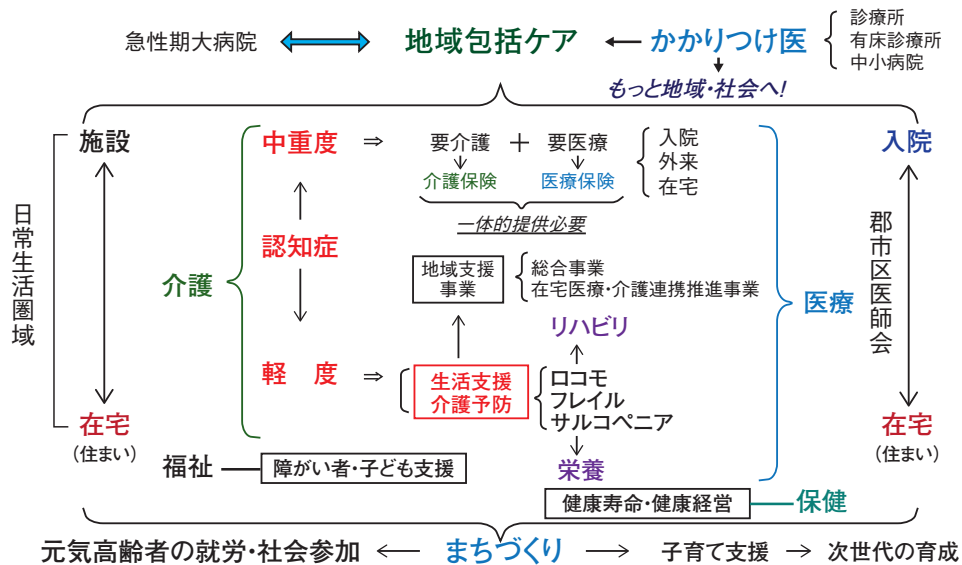 急性期大病院
地域包括ケア
かかりつけ医
診療所
有床診療所
中小病院
もっと地域・社会へ!
施設
中重度
⇒
要介護
+
要医療
入院
外来
在宅
入院
介護保険
医療保険
一体的提供必要
日常生活圏域
認知症
郡市区医師会
介護
地域支援
事業
総合事業
在宅医療・介護連携推進事業
医療
リハビリ
軽 度
⇒
生活支援
介護予防
ロコモ
フレイル
サルコペニア
在宅
(住まい)
在宅
(住まい)
福祉
障がい者・子ども支援
栄養
健康寿命・健康経営
保健
元気高齢者の就労・社会参加
まちづくり
子育て支援
次世代の育成